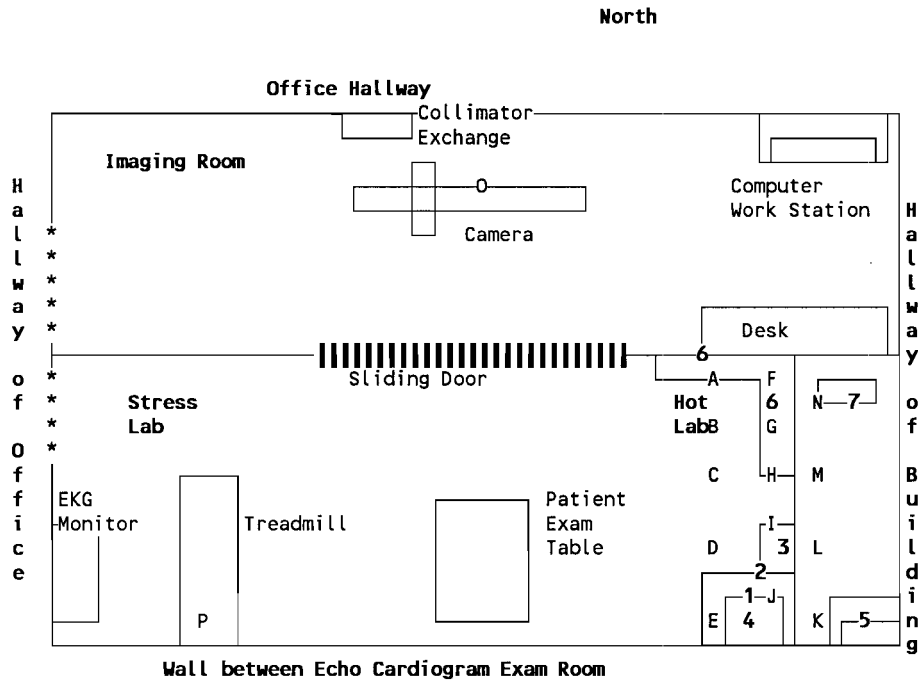 North
Office Hallway
Collimator
Exchange
Imaging Room
O
Computer
Work Station
Camera
Hallway of Office
* * * * * * * * *
Hallway of Building
Desk
6
Sliding Door
A F
Stress
Lab
Hot
Lab
6 N 7
B G
C H M
EKG
Monitor
Treadmill
Patient
Exam
Table
I
D 3 L
2
1 J
P
E 4 K 5
Wall between Echo Cardiogram Exam Room